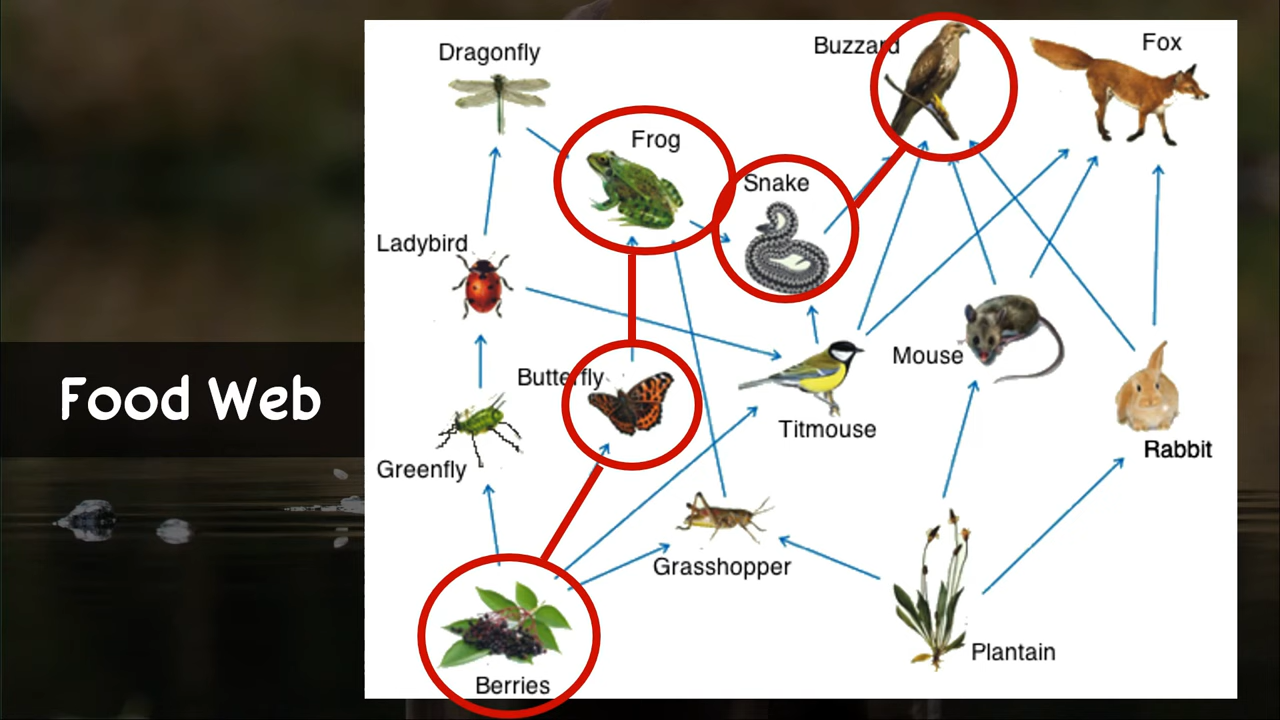 Dragonfly
Buzzard
Fox
Frog
Snake
Ladybird
Mouse
Butterfly
Food Web
Titmouse
Rabbit
Greenfly
Grasshopper
Plantain
Berries